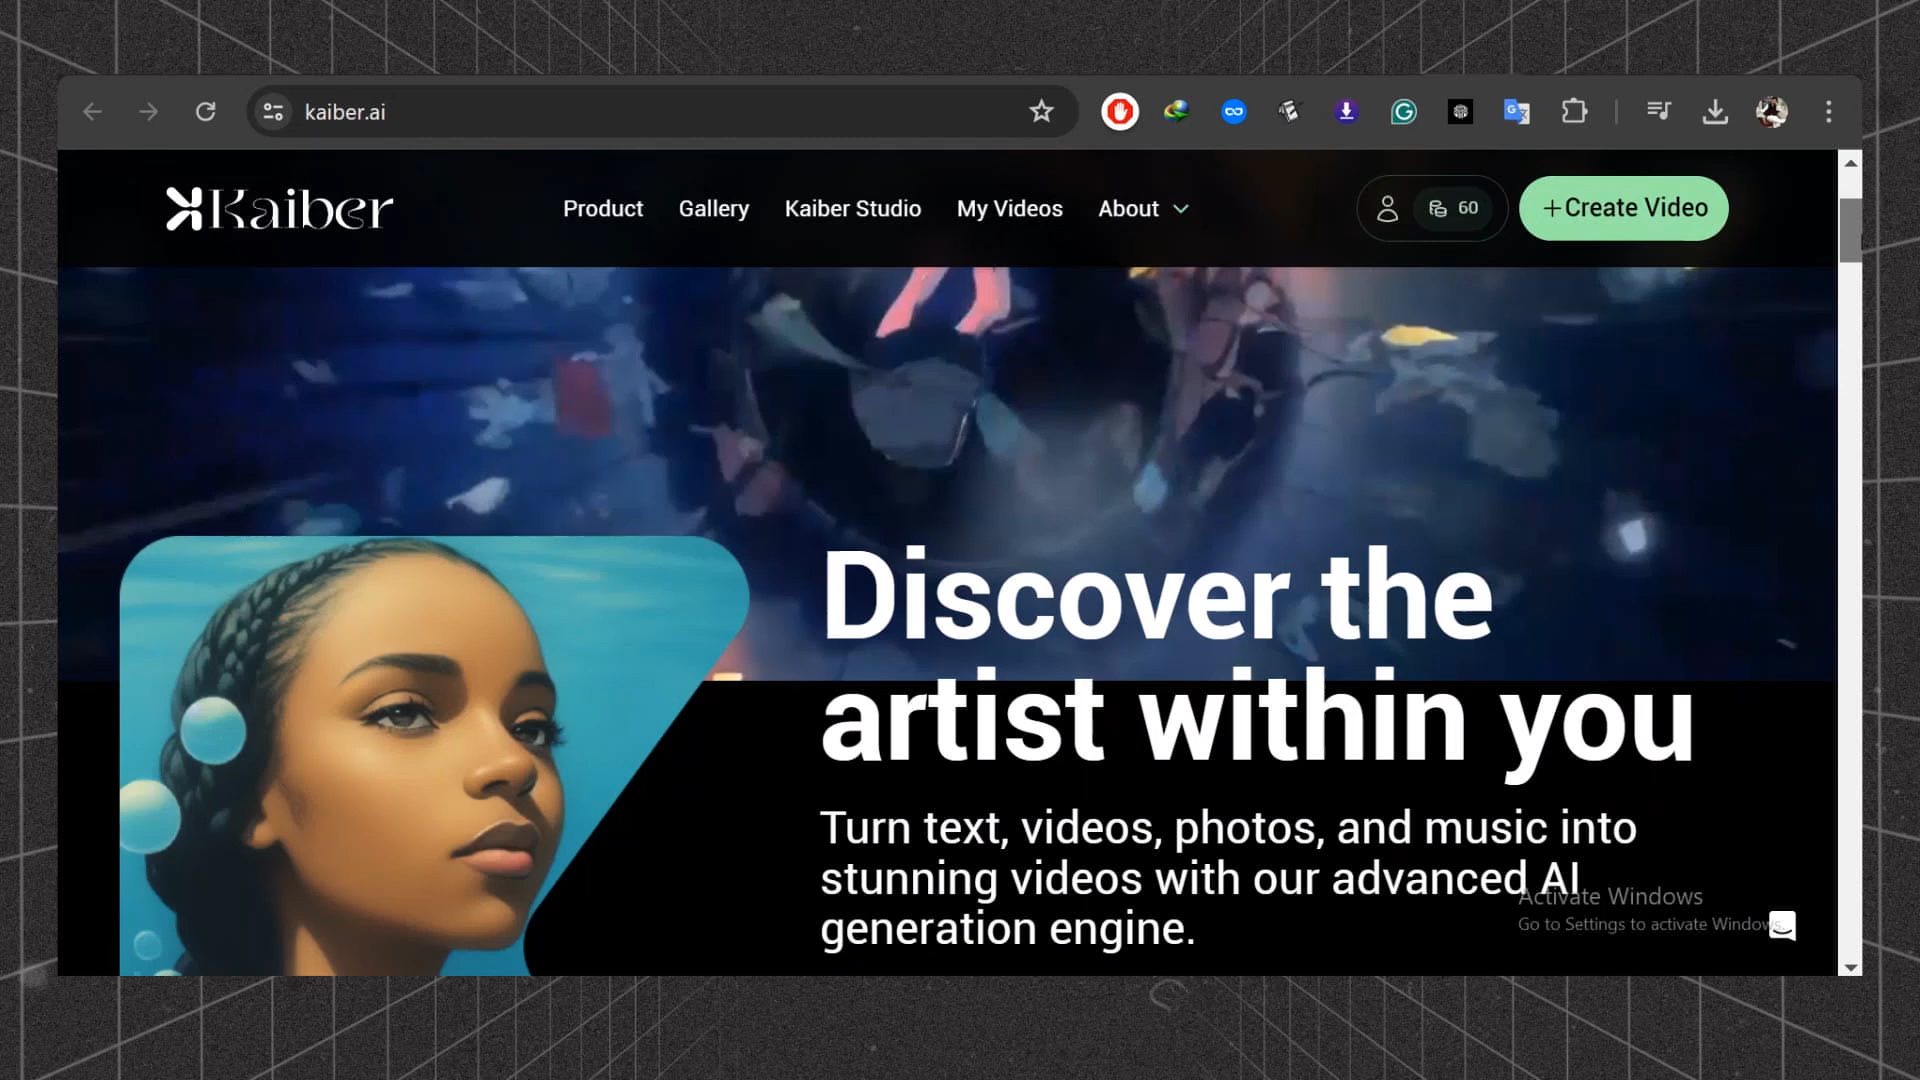 kaiber.ai
Kaiber
Product Gallery Kaiber Studio My Videos About
60
+Create Video
Discover the
artist within you
Turn text, videos, photos, and music into
stunning videos with our advanced AI
generation engine.
Activate Windows
Go to Settings to activate Windows.